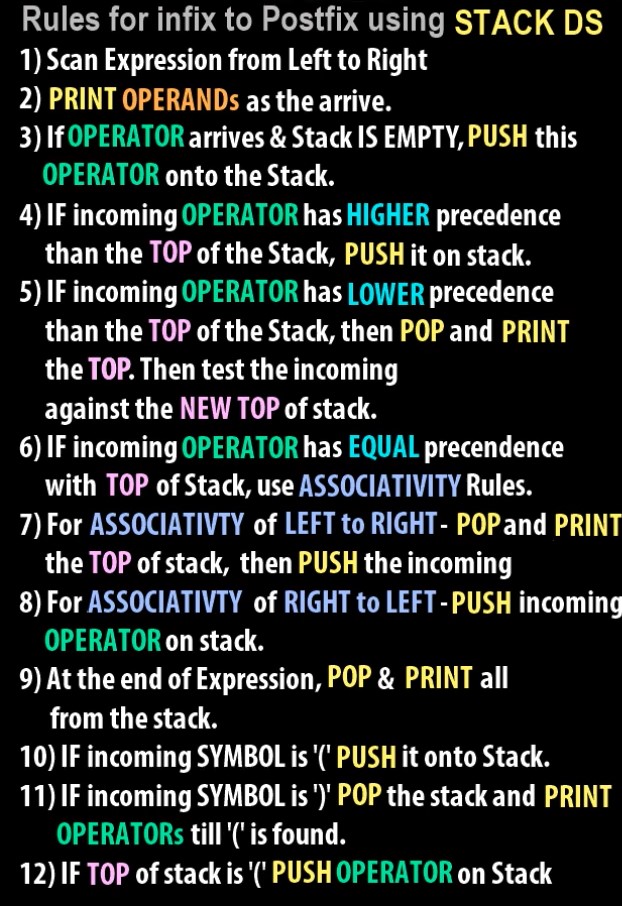 Rules for infix to Postfix using STACK DS
1) Scan Expression from Left to Right
2) PRINT OPERANDs as the arrive.
3) If OPERATOR arrives & Stack IS EMPTY, PUSH this
OPERATOR onto the Stack.
4) IF incoming OPERATOR has HIGHER precedence
than the TOP of the Stack, PUSH it on stack.
5) IF incoming OPERATOR has LOWER precedence
than the TOP of the Stack, then POP and PRINT
the TOP. Then test the incoming
against the NEW TOP of stack.
6) IF incoming OPERATOR has EQUAL precendence
with TOP of Stack, use ASSOCIATIVITY Rules.
7) For ASSOCIATIVTY of LEFT to RIGHT - POP and PRINT
the TOP of stack, then PUSH the incoming
8) For ASSOCIATIVTY of RIGHT to LEFT - PUSH incoming
OPERATOR on stack.
9) At the end of Expression, POP & PRINT all
from the stack.
10) IF incoming SYMBOL is '(' PUSH it onto Stack.
11) IF incoming SYMBOL is ')' POP the stack and PRINT
OPERATORs till '(' is found.
12) IF TOP of stack is '(' PUSH OPERATOR on Stack